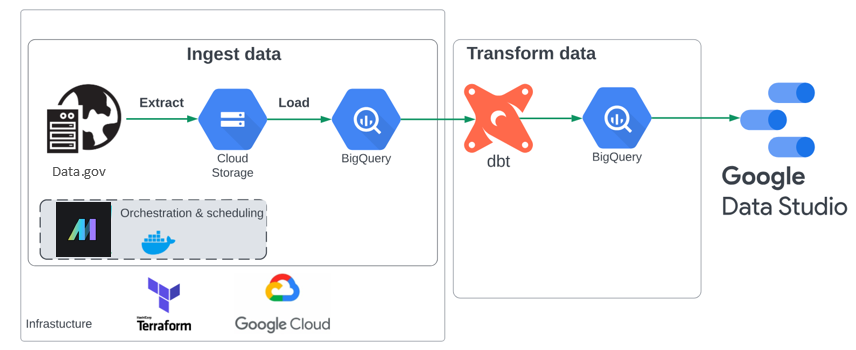 Ingest data
Transform data
Extract
Load
Data.gov
Cloud
Storage
BigQuery
dbt
BigQuery
Google
Data Studio
Orchestration & scheduling
Infrastucture
HashiCorp
Terraform
Google Cloud